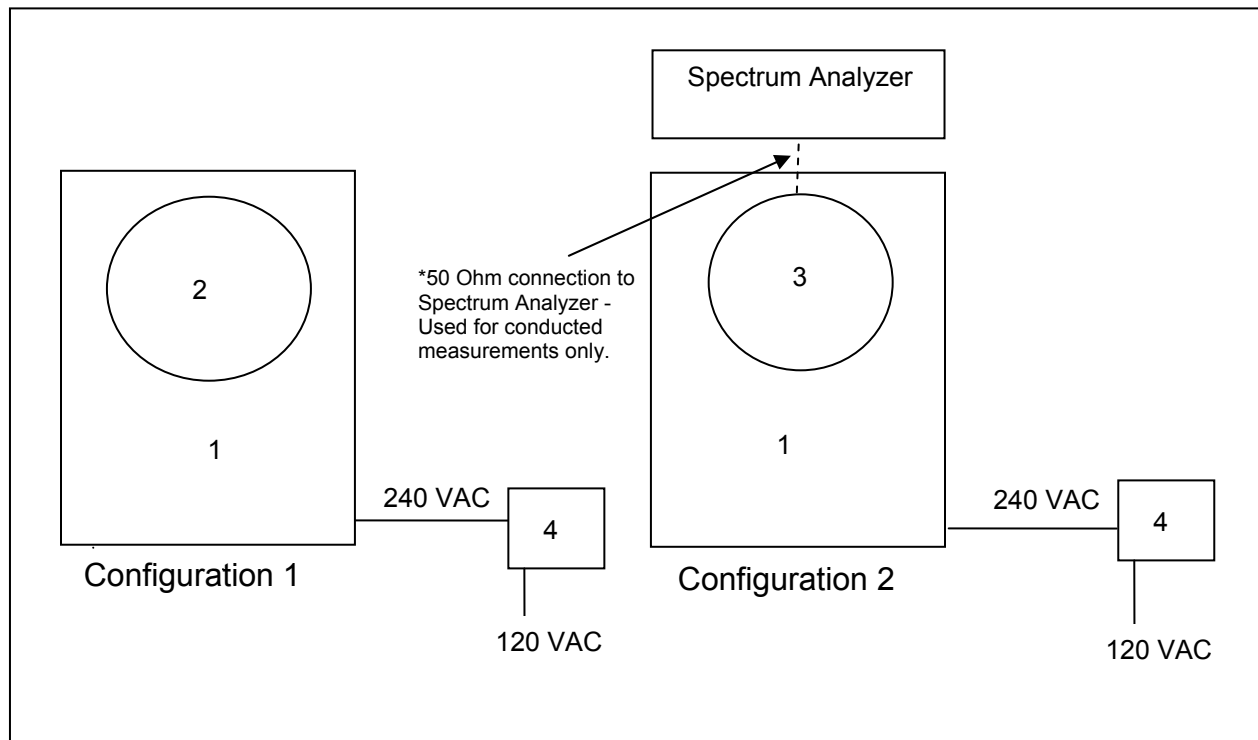 Spectrum Analyzer
2
3
*50 Ohm connection to
Spectrum Analyzer -
Used for conducted
measurements only.
1
1
240 VAC
4
240 VAC
4
Configuration 1
Configuration 2
120 VAC
120 VAC